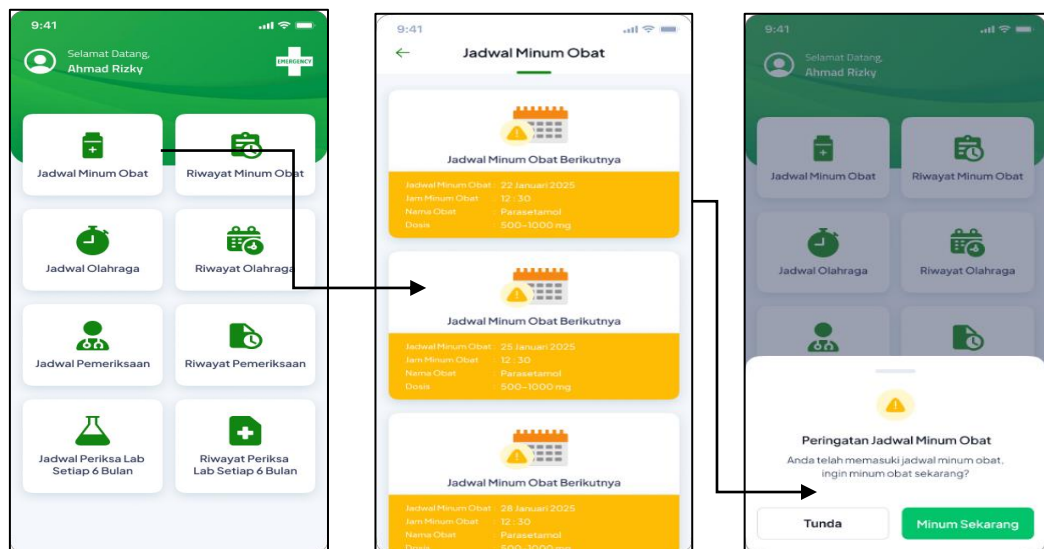 9:41
Selamat Datang,
Ahmad Rizky
EMERGENCY
Jadwal Minum Obat
Riwayat Minum Obat
Jadwal Olahraga
Riwayat Olahraga
Jadwal Pemeriksaan
Riwayat Pemeriksaan
Jadwal Periksa Lab
Setiap 6 Bulan
Riwayat Periksa
Lab Setiap 6 Bulan
9:41
Jadwal Minum Obat
Jadwal Minum Obat Berikutnya
Jadwal Minum Obat : 22 Januari 2025
Jam Minum Obat : 12 : 30
Nama Obat : Parasetamol
Dosis : 500-1000 mg
Jadwal Minum Obat Berikutnya
Jadwal Minum Obat : 25 Januari 2025
Jam Minum Obat : 12 : 30
Nama Obat : Parasetamol
Dosis : 500-1000 mg
Jadwal Minum Obat Berikutnya
Jadwal Minum Obat : 28 Januari 2025
Jam Minum Obat : 12 : 30
Nama Obat : Parasetamol
Dosis : 500-1000 mg
9:41
Selamat Datang,
Ahmad Rizky
Jadwal Minum Obat
Riwayat Minum Obat
Jadwal Olahraga
Riwayat Olahraga
Peringatan Jadwal Minum Obat
Anda telah memasuki jadwal minum obat,
ingin minum obat sekarang?
Tunda
Minum Sekarang